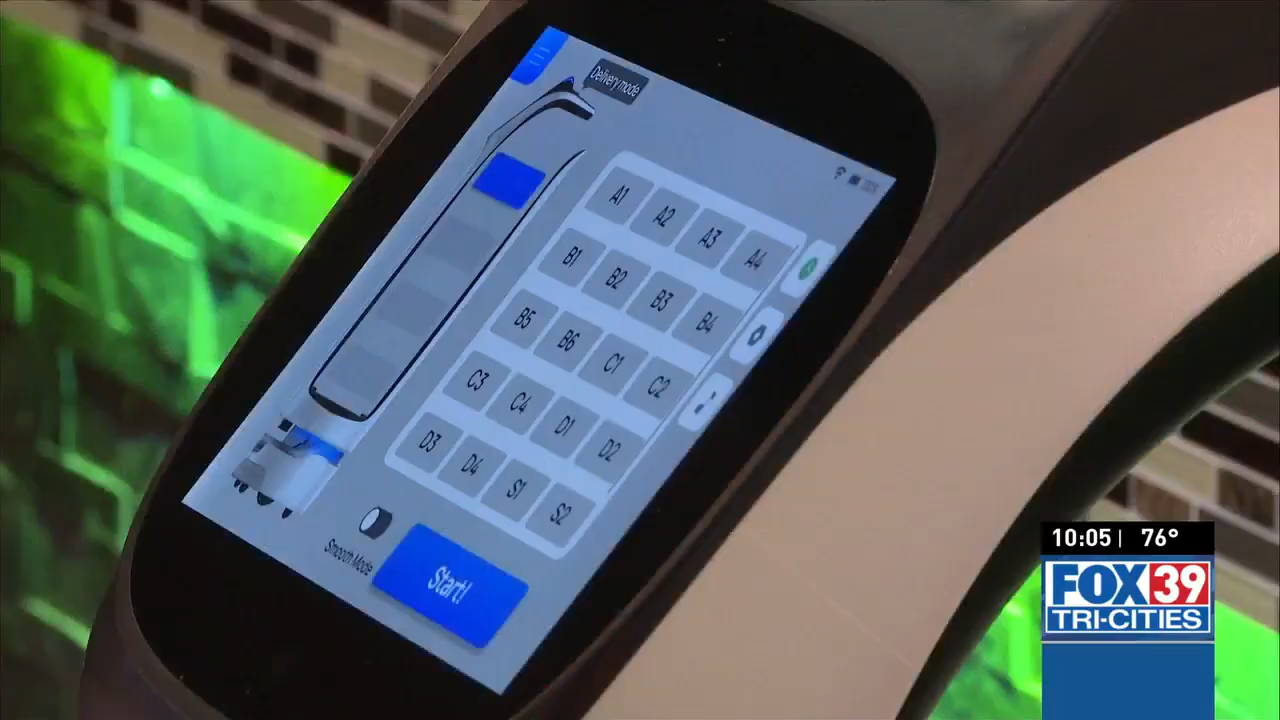 Delivery mode
A1 A2 A3 A4
B1 B2 B3 B4
B5 B6 C1 C2
C3 C4 D1 D2
D3 D4 S1 S2
Smooth Mode
Start!
10:05 | 76°
FOX 39
TRI-CITIES